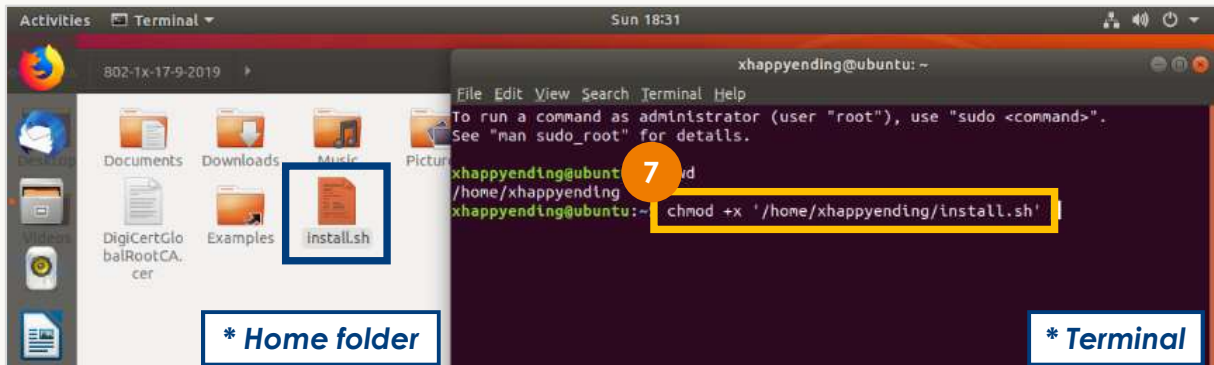 Activities Terminal Sun 18:31
802-1x-17-9-2019
xhappyending@ubuntu: ~
File Edit View Search Terminal Help
To run a command as administrator (user "root"), use "sudo <command>".
See "man sudo_root" for details.
xhappyending@ubunt 7 wd
/home/xhappyending
xhappyending@ubuntu:~ chmod +x '/home/xhappyending/install.sh'
Desktop
Documents Downloads Music Pictur
Videos
DigiCertGlo
balRootCA.
cer
Examples
install.sh
* Home folder
* Terminal